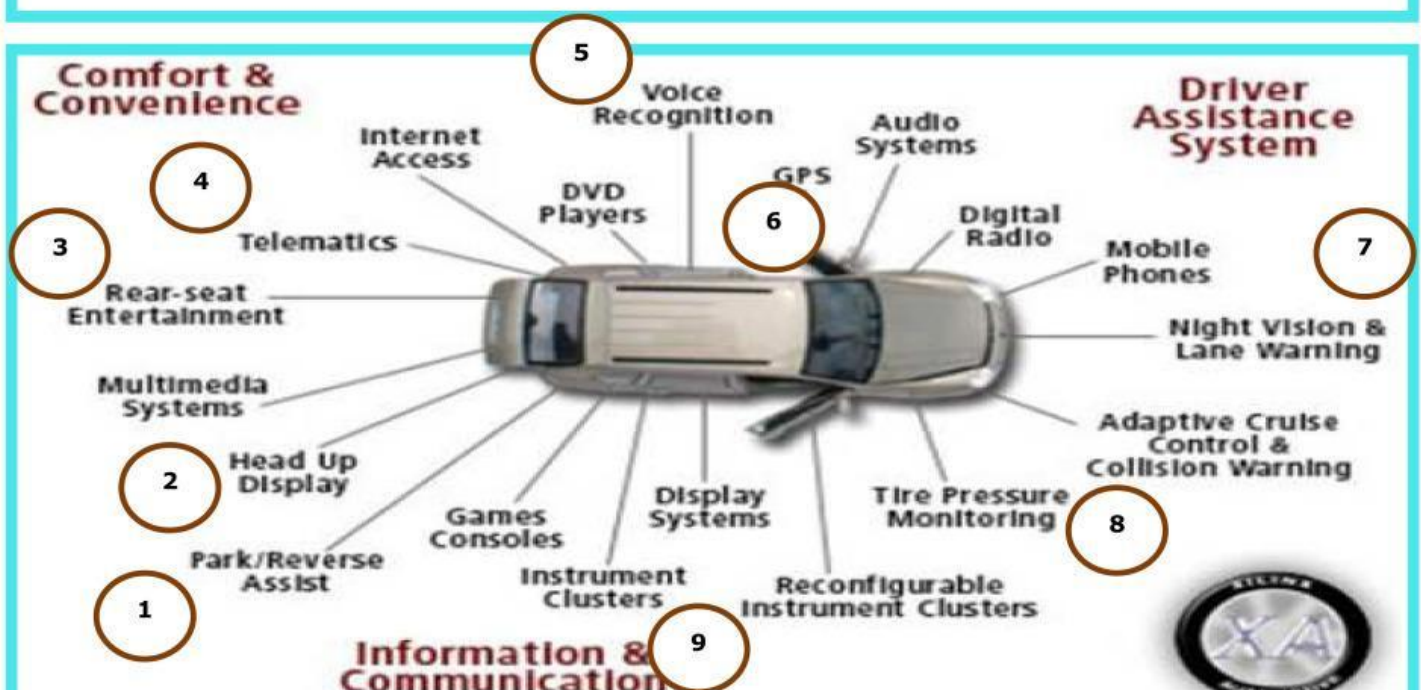 5
Comfort &
Convenience
Voice
Recognition
Driver
Assistance
System
Internet
Access
Audio
Systems
4
DVD
Players
GPS
6
Digital
Radio
3
Telematics
Mobile
Phones
7
Rear-seat
Entertainment
Night Vision &
Lane Warning
Multimedia
Systems
Adaptive Cruise
Control &
Collision Warning
2
Head Up
Display
Games
Consoles
Display
Systems
Tire Pressure
Monitoring
8
Park/Reverse
Assist
Instrument
Clusters
Reconfigurable
Instrument Clusters
1
9
Information &
Communication
XILINX
XA